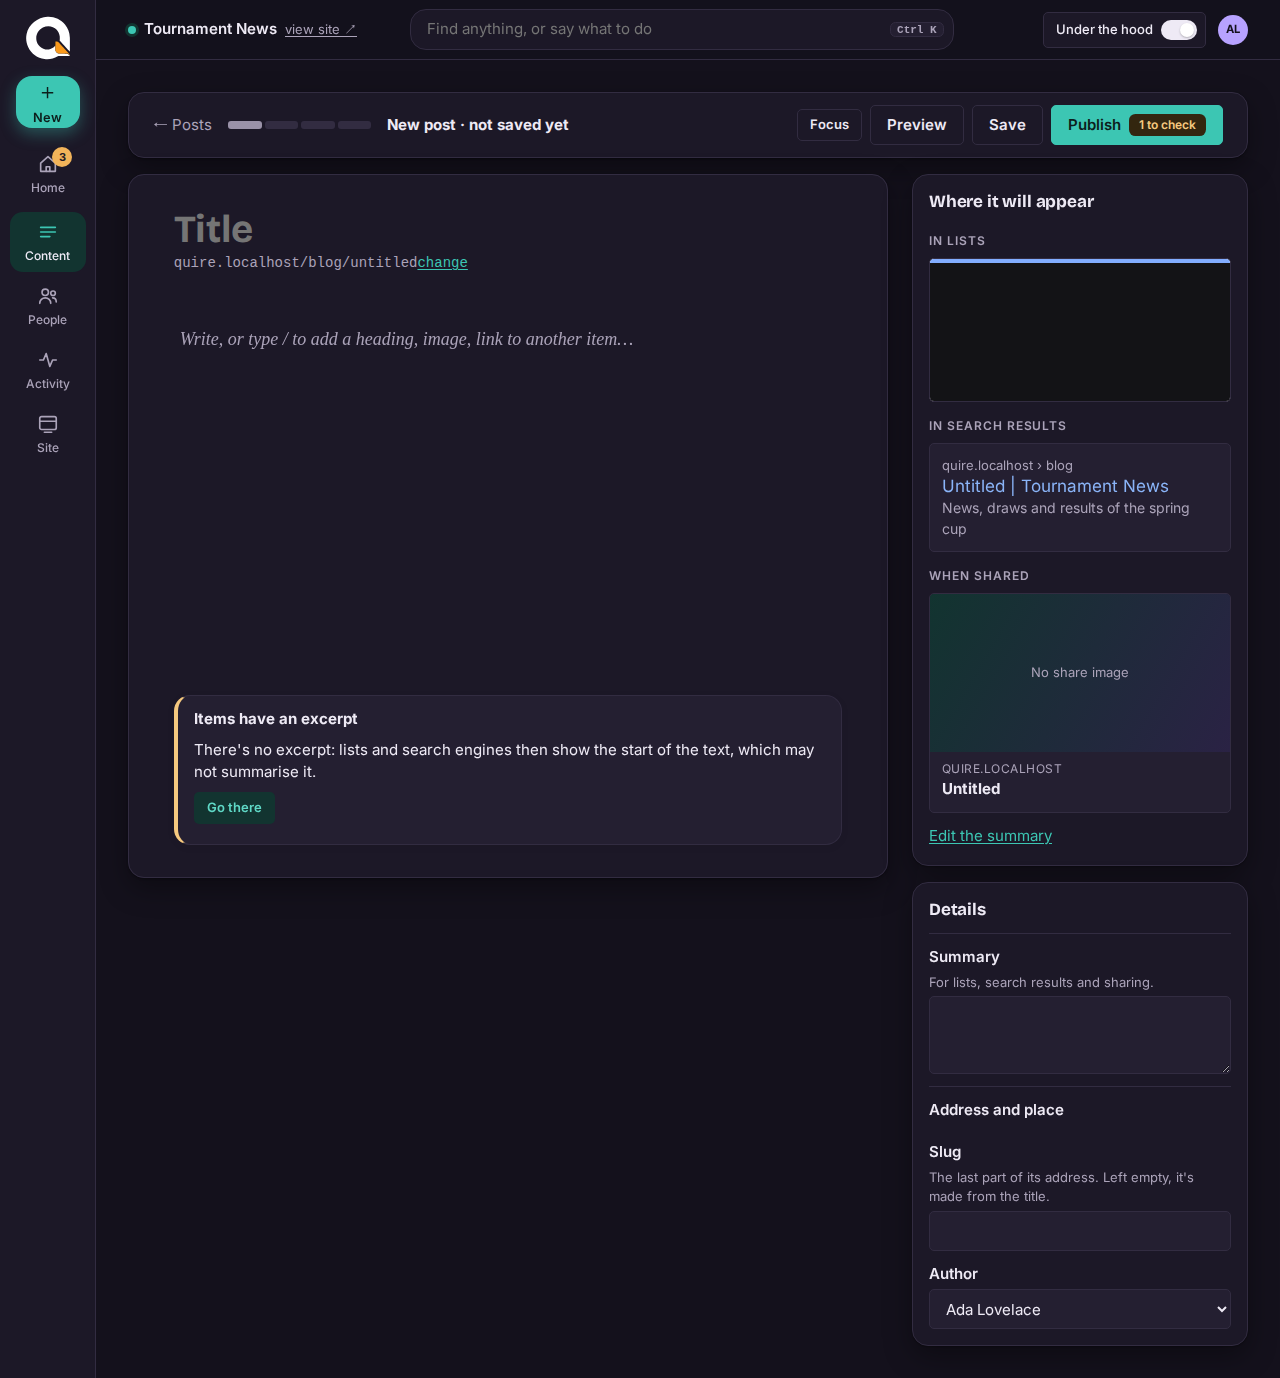 Tournament News view site ↗
Find anything, or say what to do
Ctrl K
Under the hood
AL
+
New
3
Home
Content
People
Activity
Site
← Posts
New post · not saved yet
Focus
Preview
Save
Publish 1 to check
Title
quire.localhost/blog/untitledchange
Write, or type / to add a heading, image, link to another item…
Items have an excerpt
There's no excerpt: lists and search engines then show the start of the text, which may
not summarise it.
Go there
Where it will appear
IN LISTS
IN SEARCH RESULTS
quire.localhost › blog
Untitled | Tournament News
News, draws and results of the spring
cup
WHEN SHARED
No share image
QUIRE.LOCALHOST
Untitled
Edit the summary
Details
Summary
For lists, search results and sharing.
Address and place
Slug
The last part of its address. Left empty, it's
made from the title.
Author
Ada Lovelace